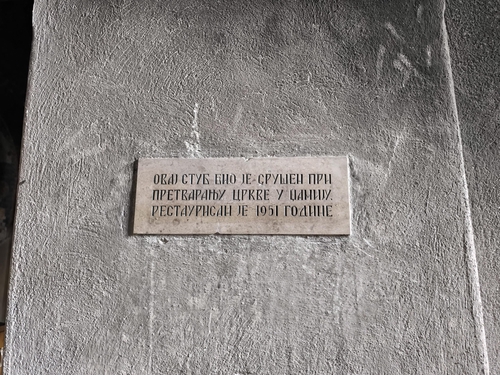 ОВАЈ СТУБ БИО ЈЕ СРУШЕН ПРИ
ПРЕТВАРАЊУ ЦРКВЕ У ЏАМИЈУ.
РЕСТАУРИСАН ЈЕ 1951 ГОДИНЕ